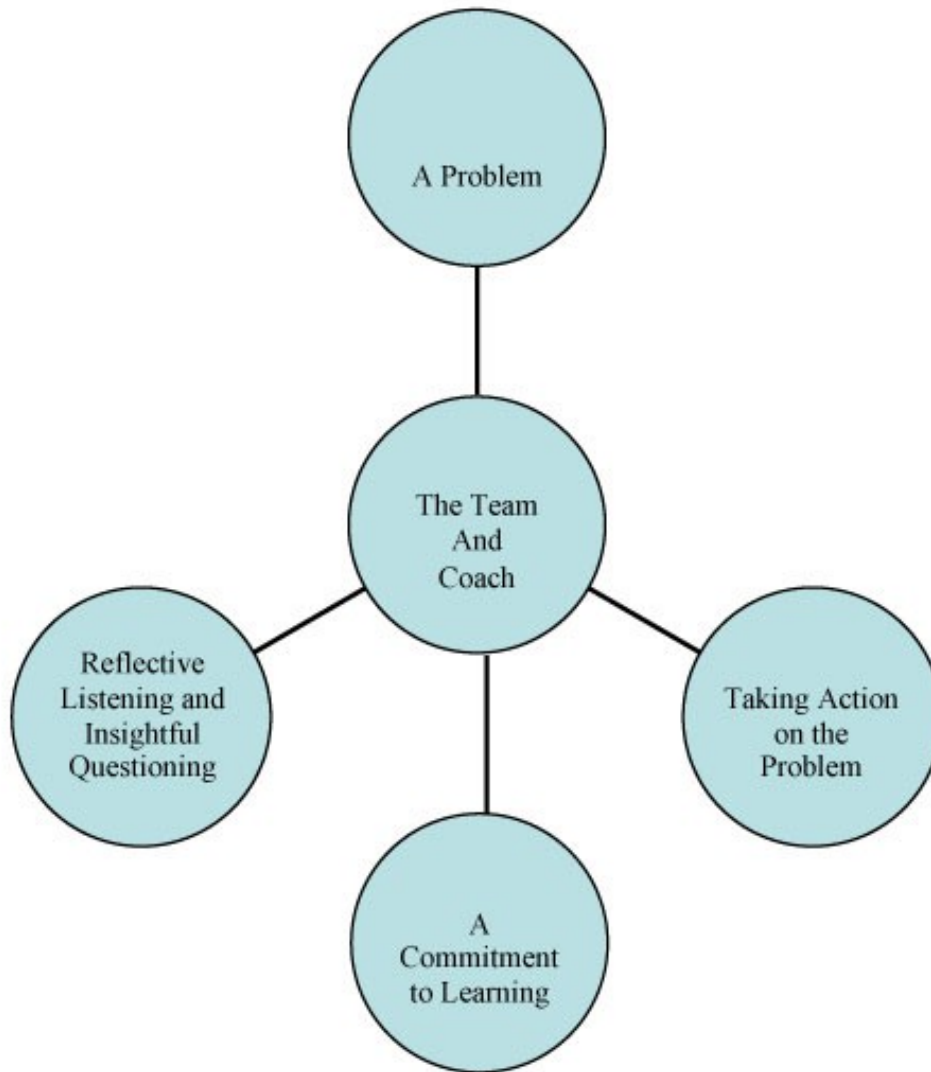 A Problem
The Team
And
Coach
Reflective
Listening and
Insightful
Questioning
Taking Action
on the
Problem
A
Commitment
to Learning